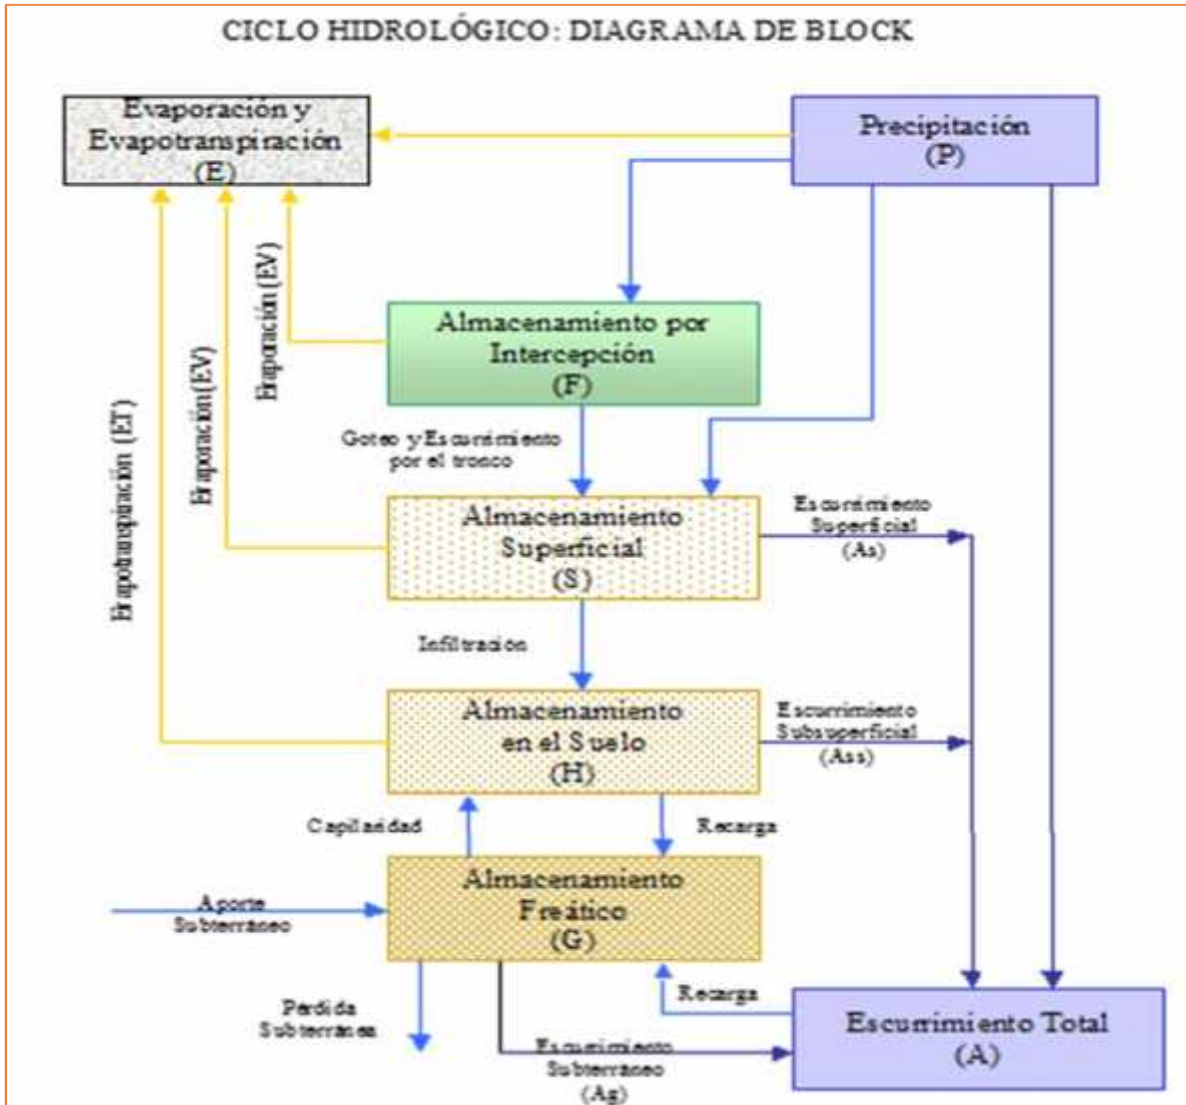 CICLO HIDROLÓGICO: DIAGRAMA DE BLOCK
Evaporación y
Evapotranspiración
(E)
Precipitación
(P)
Evapotranspiración (ET)
Evaporación (EV)
Evaporación (EV)
Almacenamiento por
Intercepción
(F)
Goteo y Escurrimiento
por el tronco
Almacenamiento
Superficial
(S)
Escurrimiento
Superficial
(As)
Infiltración
Almacenamiento
en el Suelo
(H)
Escurrimiento
Subsuperficial
(Ass)
Capilaridad
Recarga
Almacenamiento
Freático
(G)
Aporte
Subterráneo
Pérdida
Subterránea
Recarga
Escurrimiento
Subterráneo
(Ag)
Escurrimiento Total
(A)